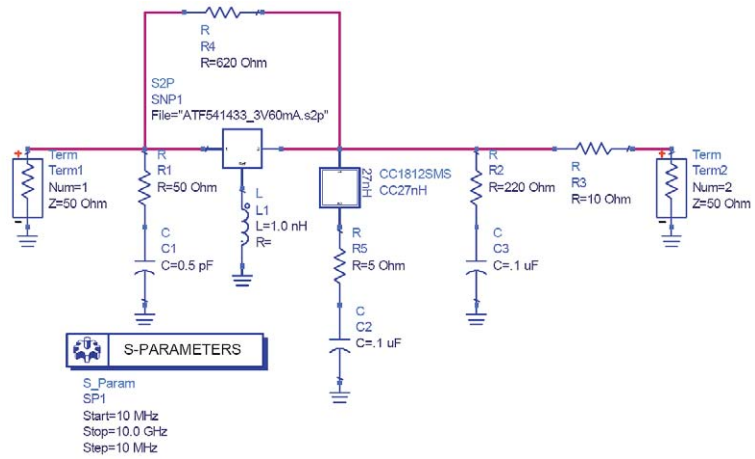 R
R4
R=620 Ohm
S2P
SNP1
File="ATF541433_3V60mA.s2p"
Term
Term1
Num=1
Z=50 Ohm
R
R1
R=50 Ohm
C
C1
C=0.5 pF
L
L1
L=1.0 nH
R=
27nH
CC1812SMS
CC27nH
R
R5
R=5 Ohm
C
C2
C=.1 uF
R
R2
R=220 Ohm
C
C3
C=.1 uF
R
R3
R=10 Ohm
Term
Term2
Num=2
Z=50 Ohm
S-PARAMETERS
S_Param
SP1
Start=10 MHz
Stop=10.0 GHz
Step=10 MHz